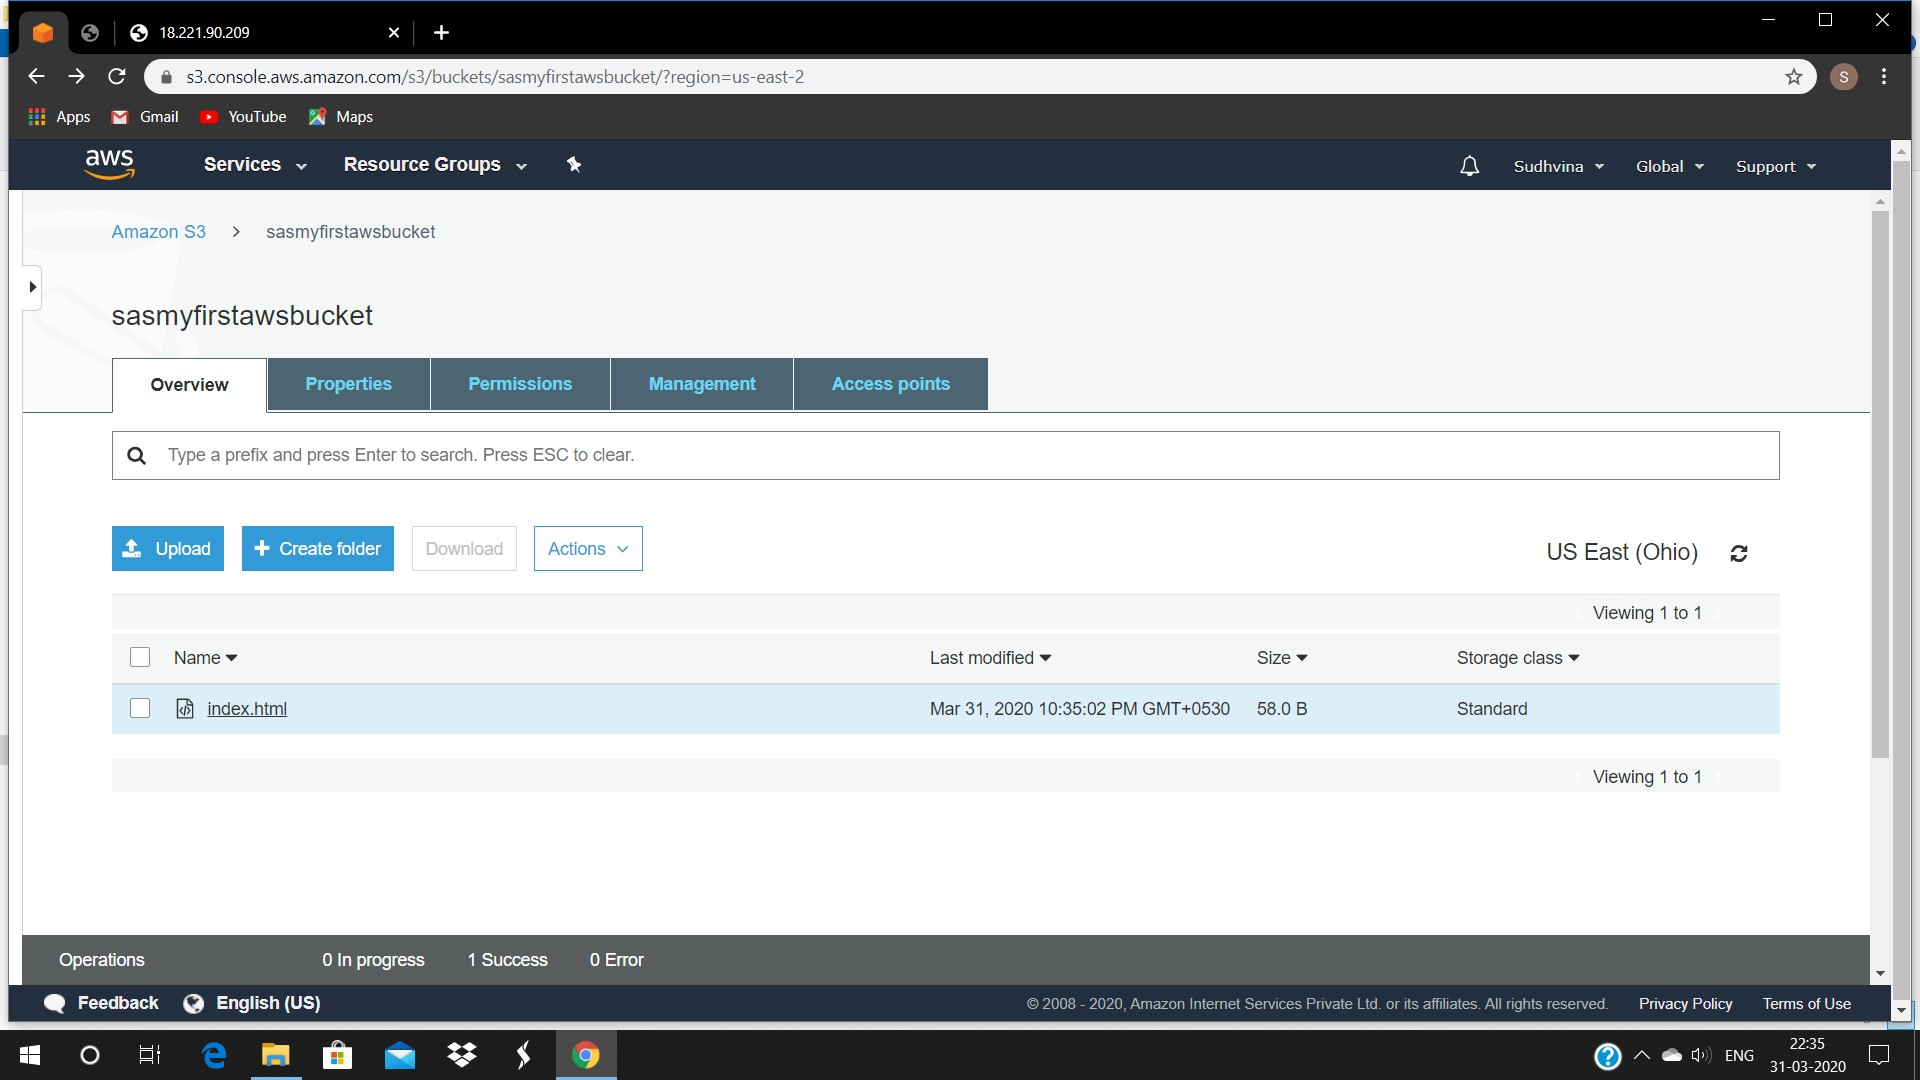 18.221.90.209
s3.console.aws.amazon.com/s3/buckets/sasmyfirstawsbucket/?region=us-east-2
S
Apps Gmail YouTube Maps
aws Services Resource Groups Sudhvina Global Support
Amazon S3 > sasmyfirstawsbucket
sasmyfirstawsbucket
Overview Properties Permissions Management Access points
Type a prefix and press Enter to search. Press ESC to clear.
Upload + Create folder Download Actions
US East (Ohio)
Viewing 1 to 1
Name Last modified Size Storage class
index.html Mar 31, 2020 10:35:02 PM GMT+0530 58.0 B Standard
Viewing 1 to 1
Operations 0 In progress 1 Success 0 Error
Feedback English (US) © 2008 - 2020, Amazon Internet Services Private Ltd. or its affiliates. All rights reserved. Privacy Policy Terms of Use
ENG
22:35
31-03-2020